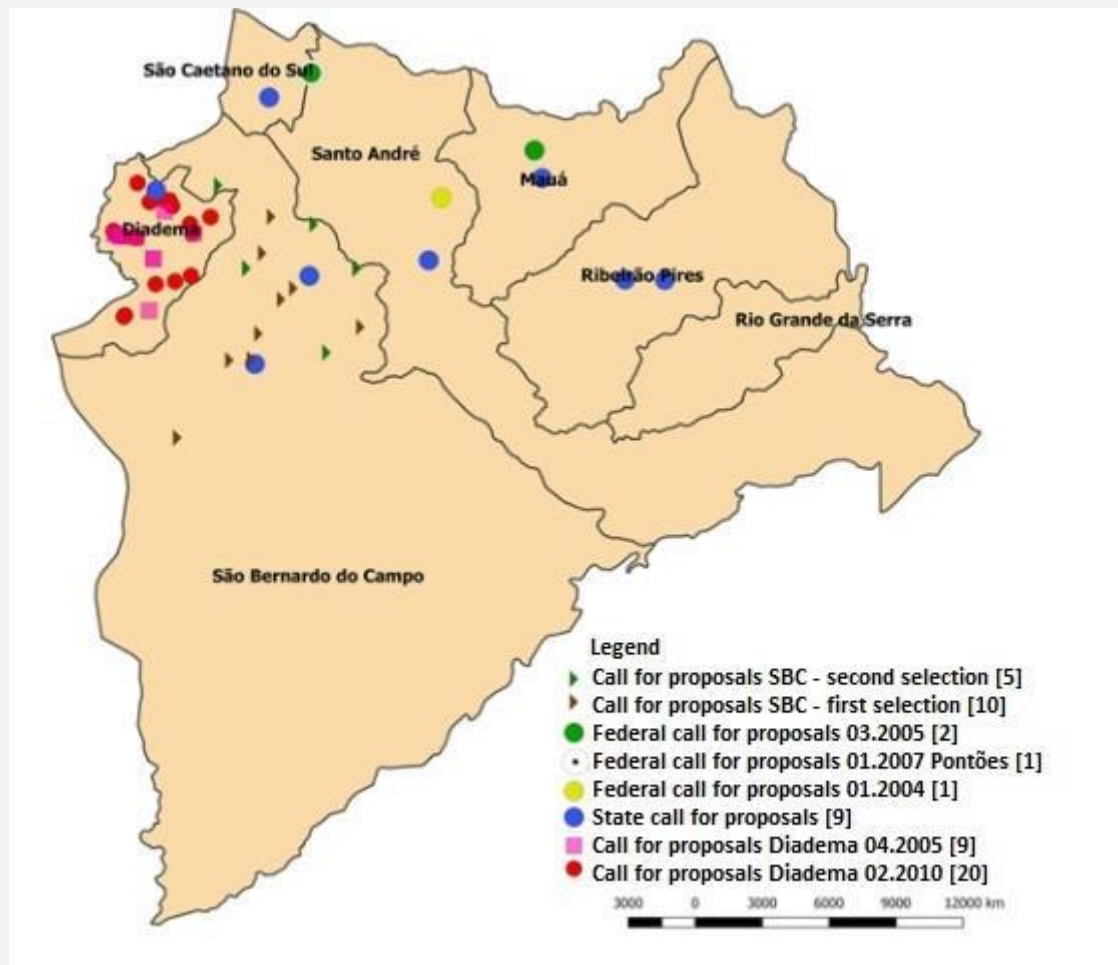 São Caetano do Sul
Santo André
Mauá
Diadema
Ribeirão Pires
Rio Grande da Serra
São Bernardo do Campo
Legend
Call for proposals SBC - second selection [5]
Call for proposals SBC - first selection [10]
Federal call for proposals 03.2005 [2]
Federal call for proposals 01.2007 Pontões [1]
Federal call for proposals 01.2004 [1]
State call for proposals [9]
Call for proposals Diadema 04.2005 [9]
Call for proposals Diadema 02.2010 [20]
3000 0 3000 6000 9000 12000 km